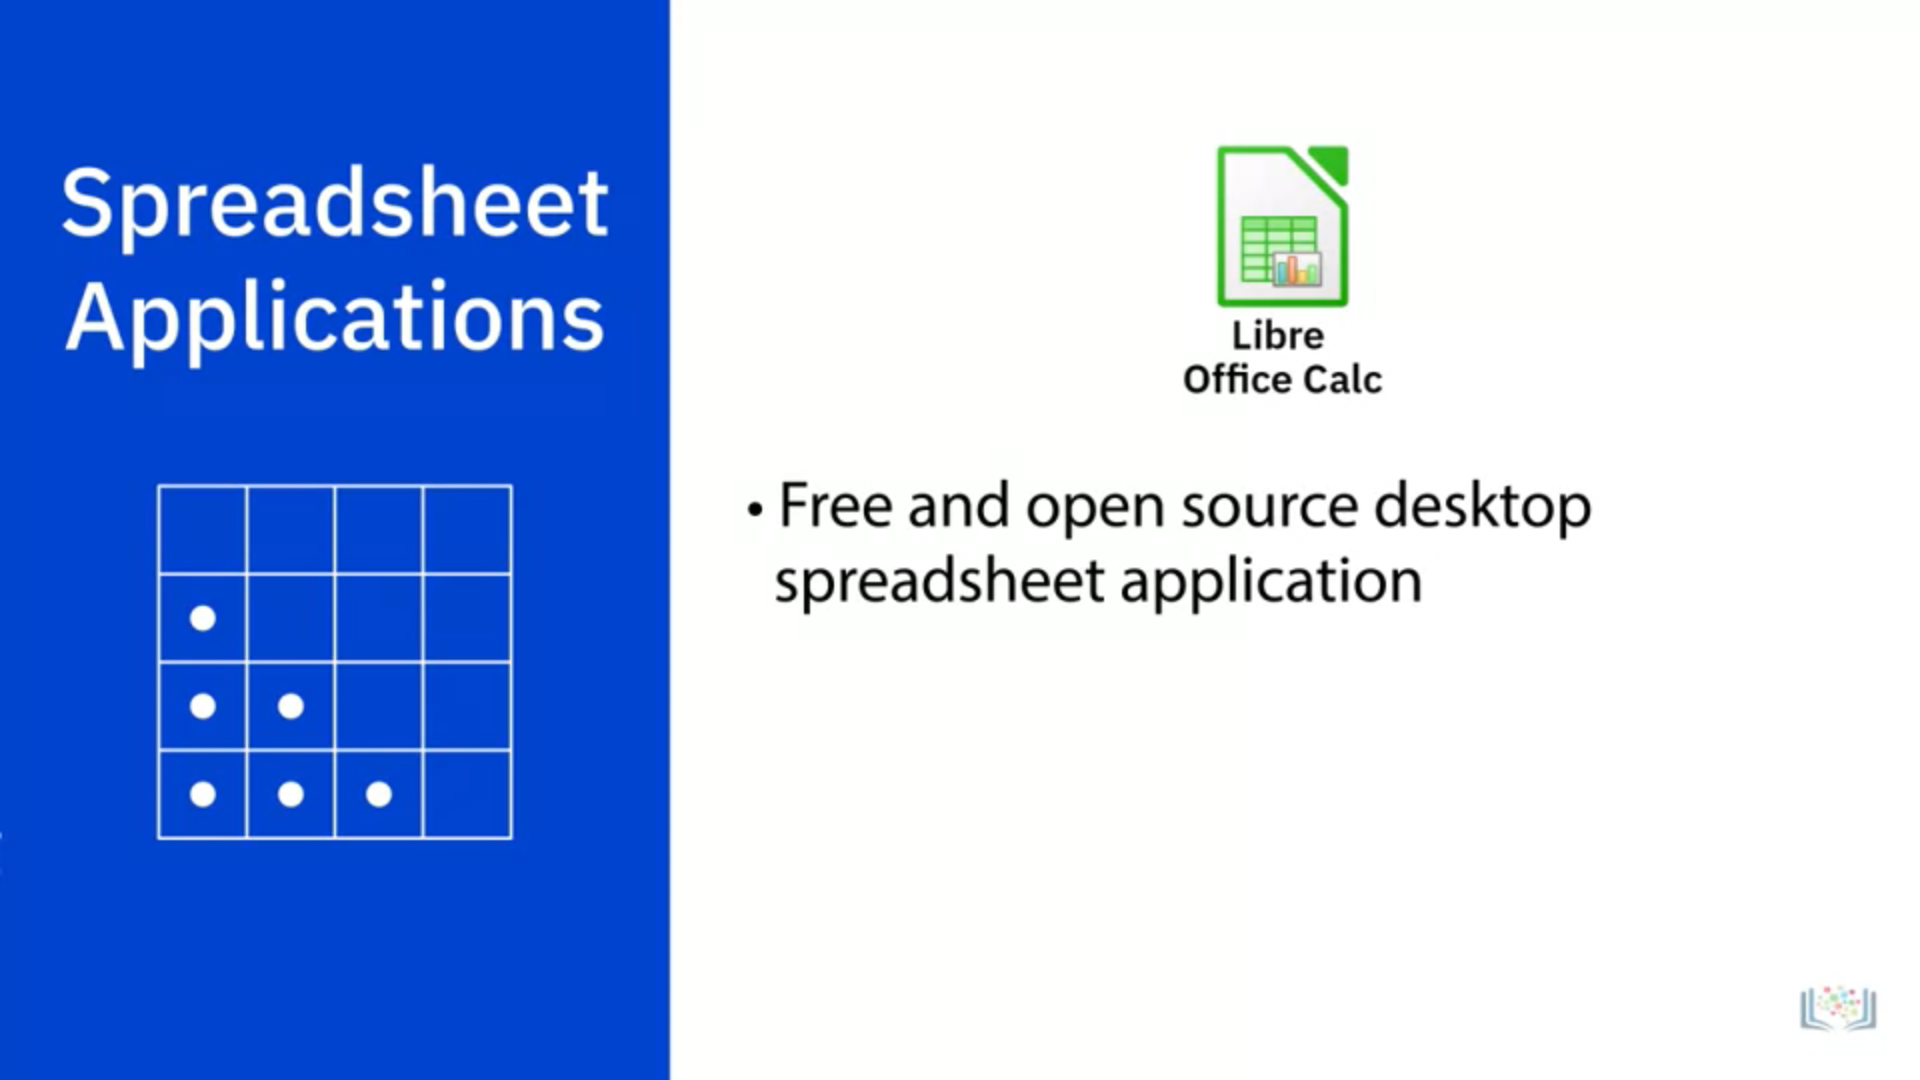 Spreadsheet
Applications
Libre
Office Calc
• Free and open source desktop
spreadsheet application